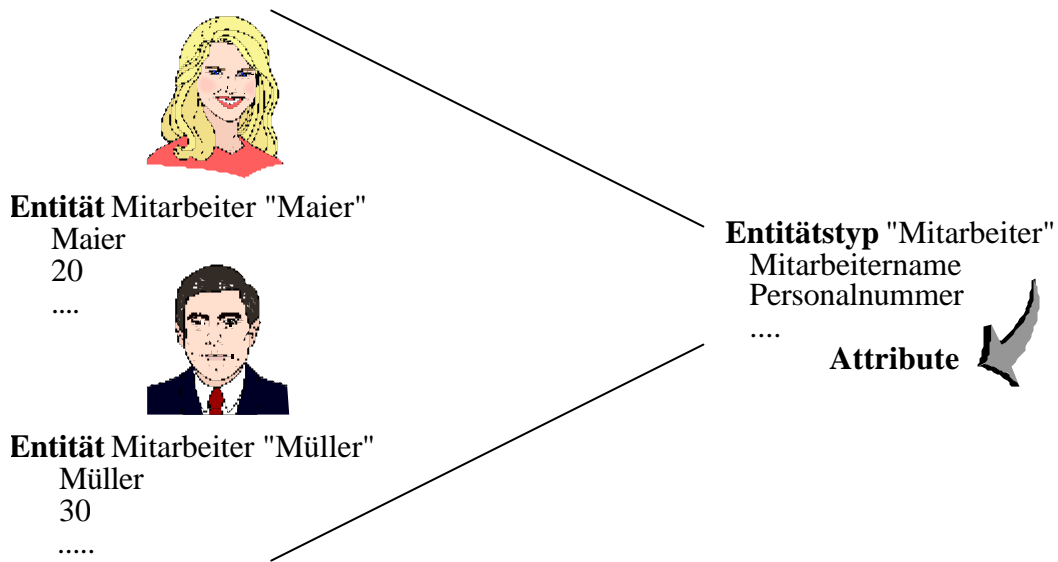 Entität Mitarbeiter "Maier"
Maier
20
....
Entität Mitarbeiter "Müller"
Müller
30
.....
Entitätstyp "Mitarbeiter"
Mitarbeitername
Personalnummer
....
Attribute